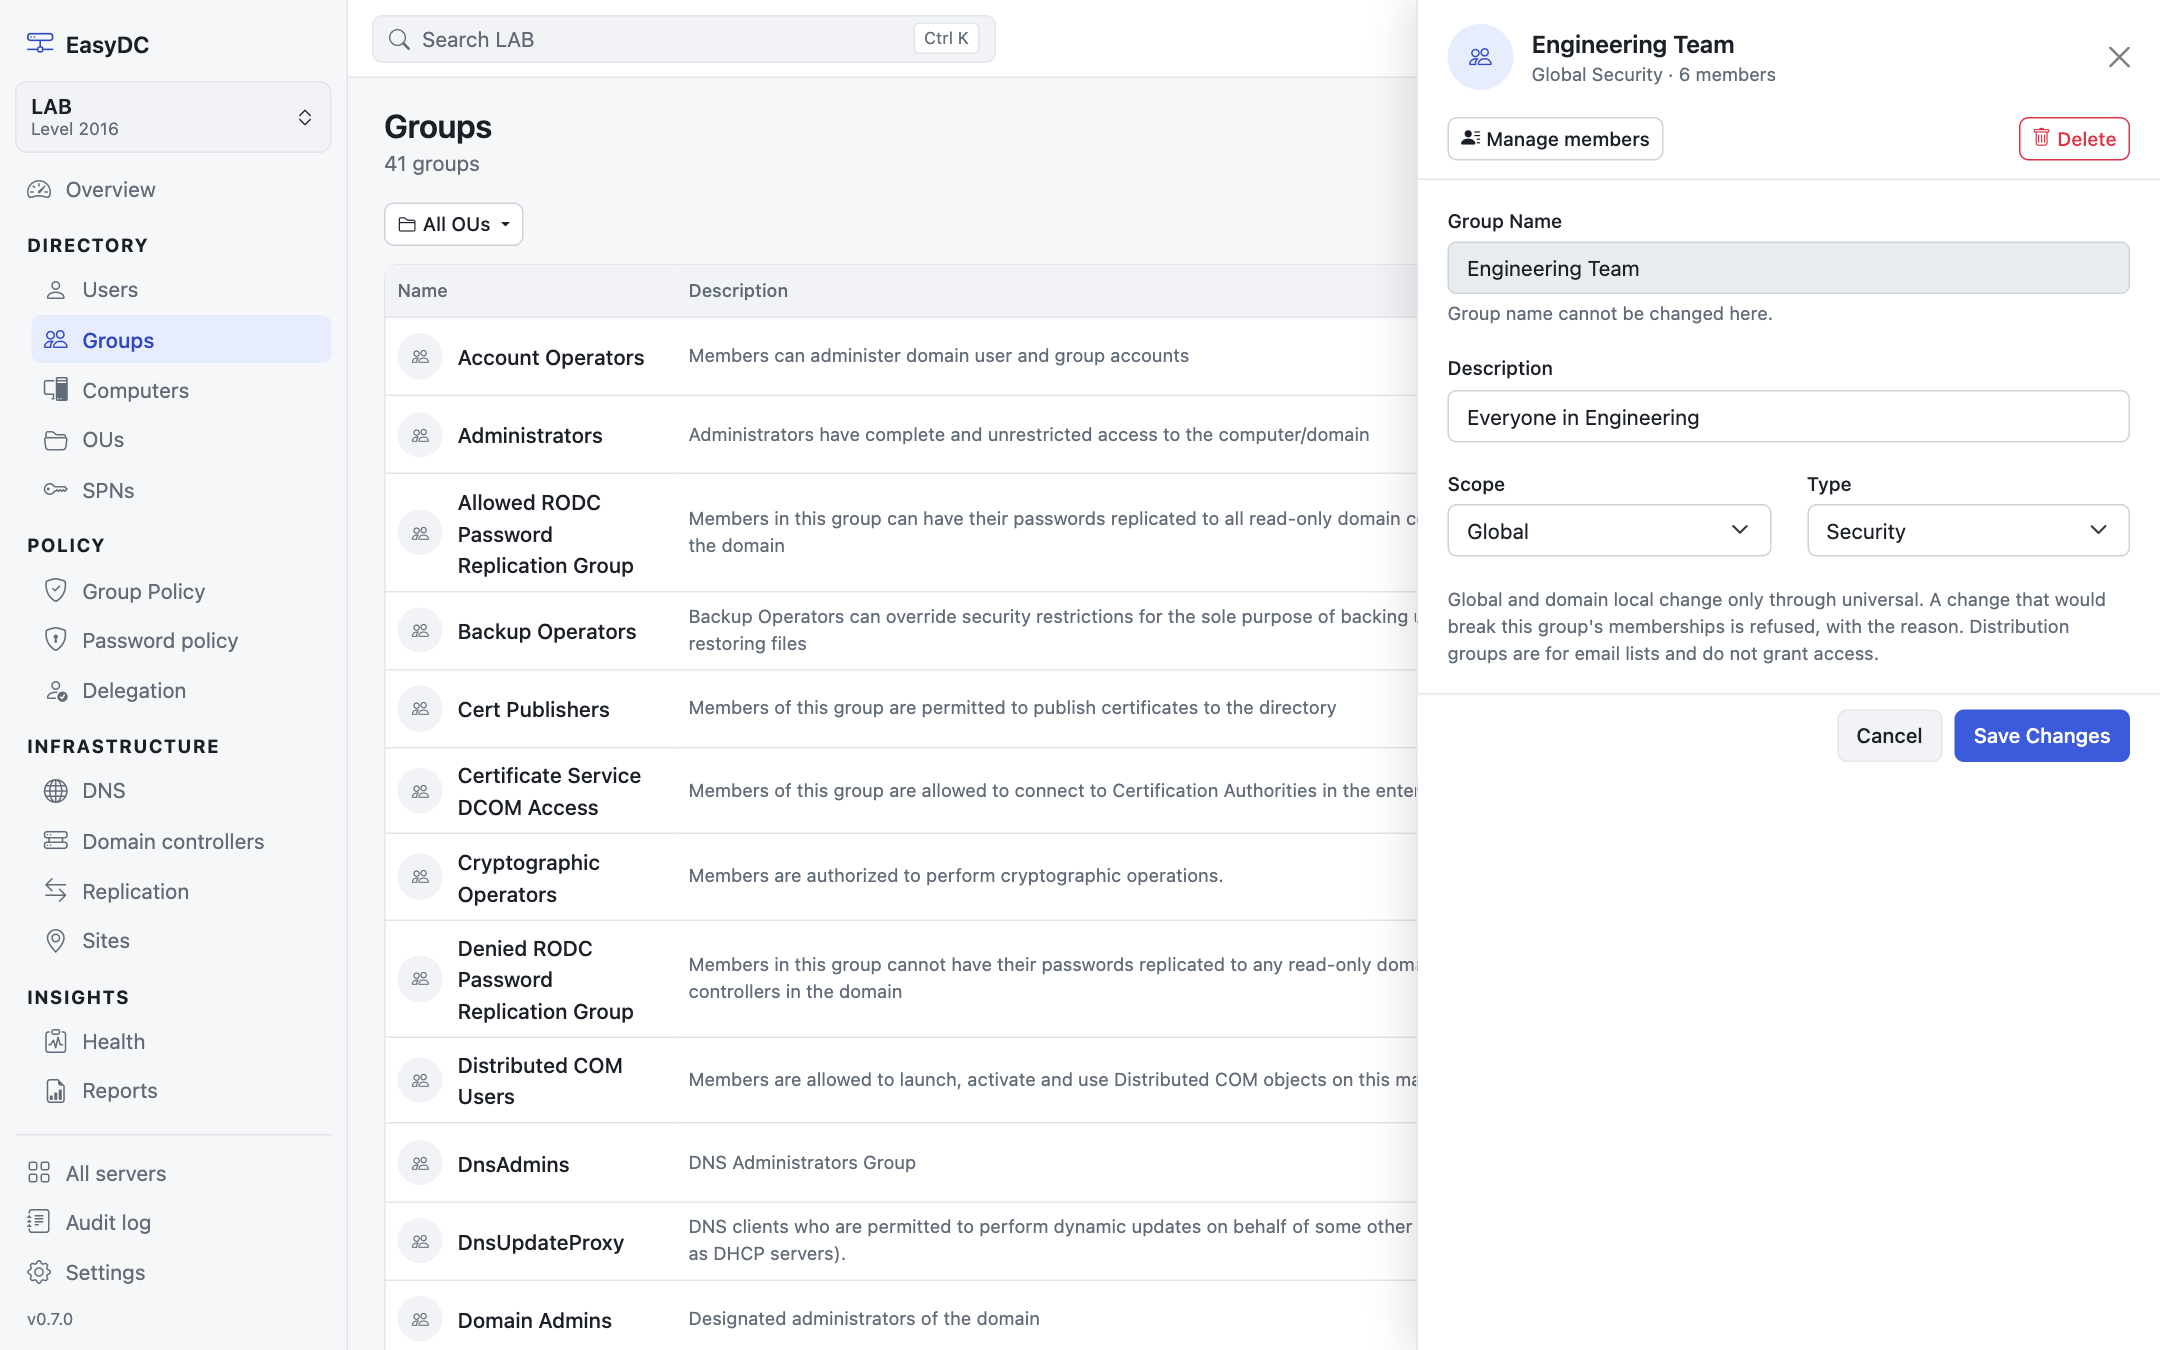 EasyDC
LAB
Level 2016
Overview
DIRECTORY
Users
Groups
Computers
OUs
SPNs
POLICY
Group Policy
Password policy
Delegation
INFRASTRUCTURE
DNS
Domain controllers
Replication
Sites
INSIGHTS
Health
Reports
All servers
Audit log
Settings
v0.7.0
Search LAB
Ctrl K
Groups
41 groups
All OUs
Name
Description
Account Operators
Members can administer domain user and group accounts
Administrators
Administrators have complete and unrestricted access to the computer/domain
Allowed RODC
Password
Replication Group
Members in this group can have their passwords replicated to all read-only domain
the domain
Backup Operators
Backup Operators can override security restrictions for the sole purpose of backing
restoring files
Cert Publishers
Members of this group are permitted to publish certificates to the directory
Certificate Service
DCOM Access
Members of this group are allowed to connect to Certification Authorities in the
Cryptographic
Operators
Members are authorized to perform cryptographic operations.
Denied RODC
Password
Replication Group
Members in this group cannot have their passwords replicated to any read-only
controllers in the domain
Distributed COM
Users
Members are allowed to launch, activate and use Distributed COM objects on this
DnsAdmins
DNS Administrators Group
DnsUpdateProxy
DNS clients who are permitted to perform dynamic updates on behalf of some other
as DHCP servers).
Domain Admins
Designated administrators of the domain
Engineering Team
Global Security · 6 members
Manage members
Delete
Group Name
Engineering Team
Group name cannot be changed here.
Description
Everyone in Engineering
Scope
Type
Global
Security
Global and domain local change only through universal. A change that would
break this group's memberships is refused, with the reason. Distribution
groups are for email lists and do not grant access.
Cancel
Save Changes